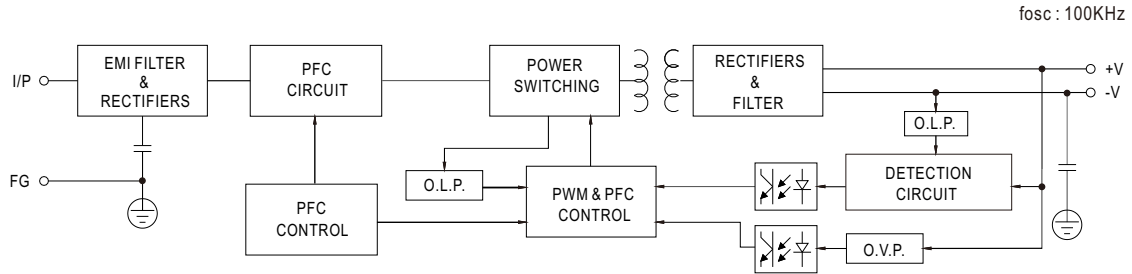 fosc : 100KHz
I/P
EMI FILTER
&
RECTIFIERS
PFC
CIRCUIT
POWER
SWITCHING
RECTIFIERS
&
FILTER
+V
-V
O.L.P.
FG
O.L.P.
PFC
CONTROL
PWM & PFC
CONTROL
DETECTION
CIRCUIT
O.V.P.